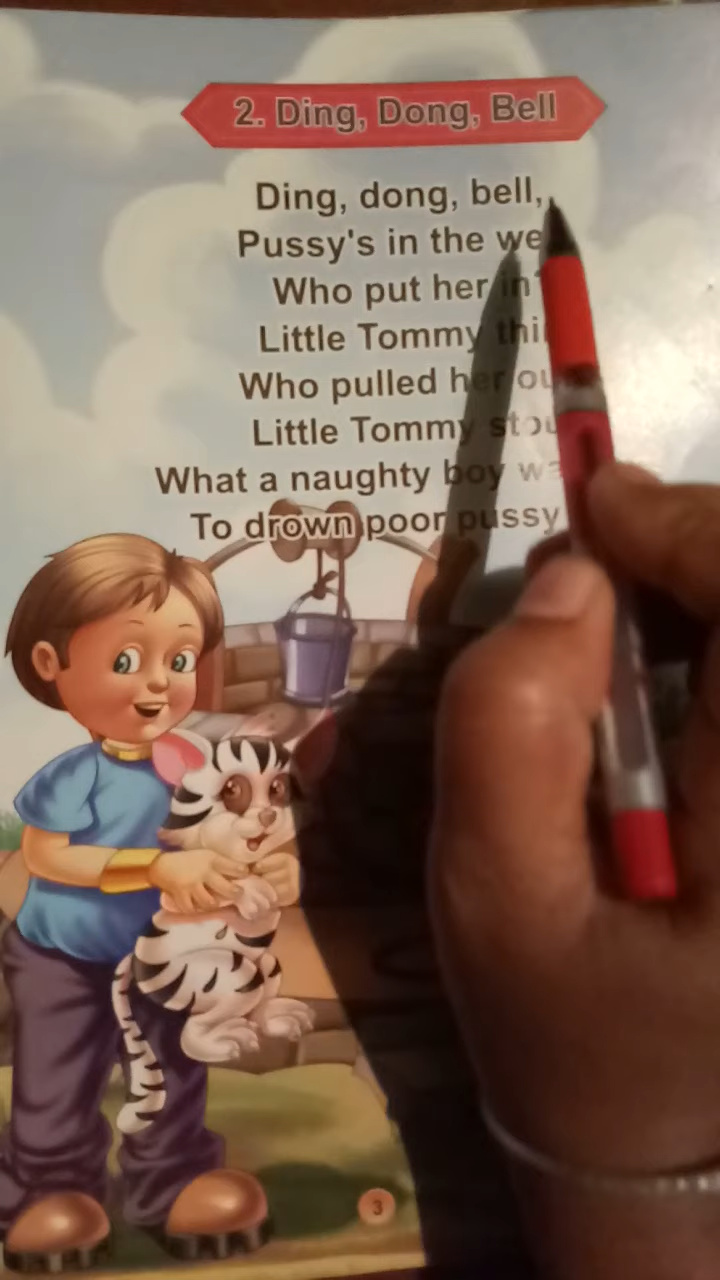 2. Ding, Dong, Bell
Ding, dong, bell,
Pussy's in the
Who put her
Little Tommy
Who pulled her
Little Tommy
What a naughty boy
To drown poor pussy
3